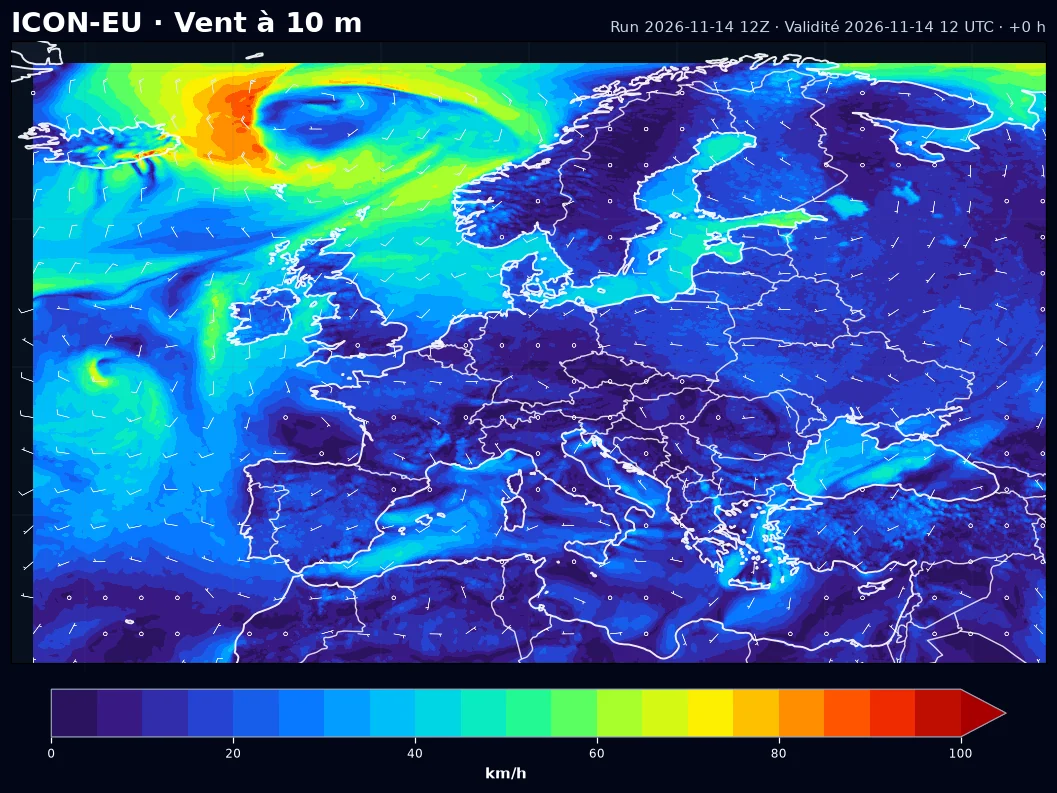 ICON-EU · Vent à 10 m
Run 2026-11-14 12Z · Validité 2026-11-14 12 UTC · +0 h
0 20 40 60 80 100
km/h